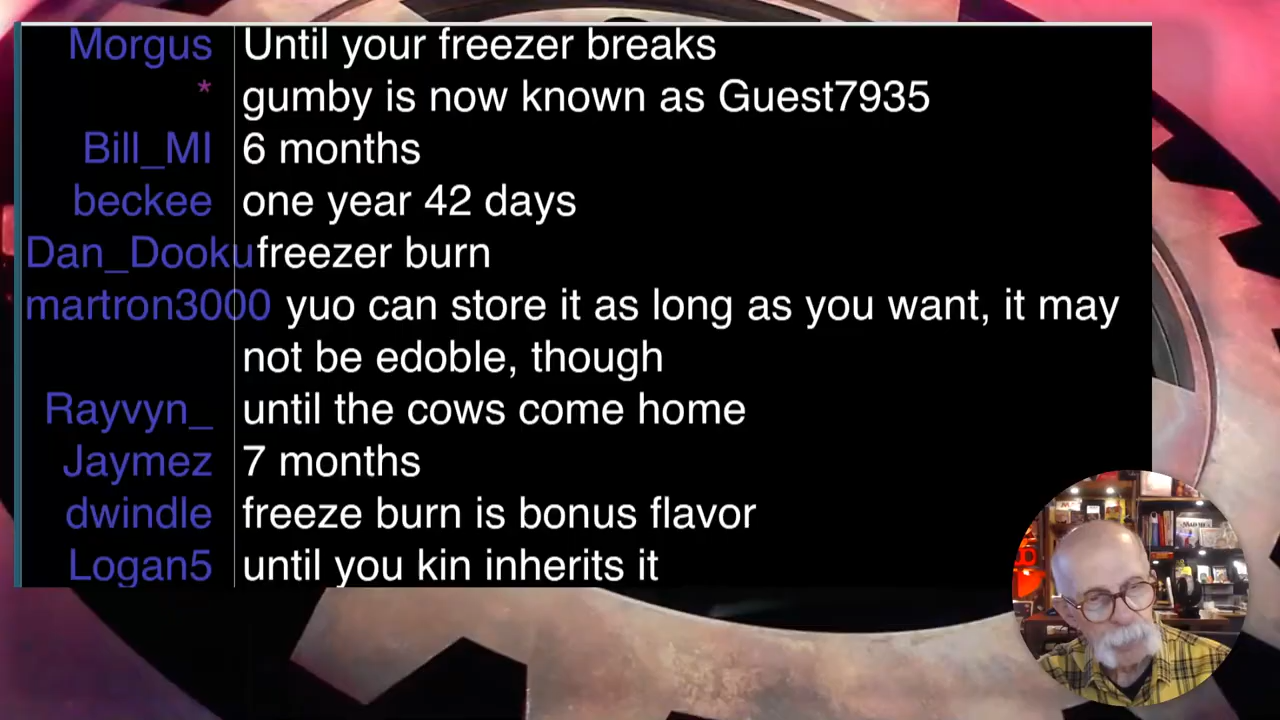 Morgus Until your freezer breaks
* gumby is now known as Guest7935
Bill_MI 6 months
beckee one year 42 days
Dan_Dooku freezer burn
martron3000 yuo can store it as long as you want, it may
not be edoble, though
Rayvyn_ until the cows come home
Jaymez 7 months
dwindle freeze burn is bonus flavor
Logan5 until you kin inherits it